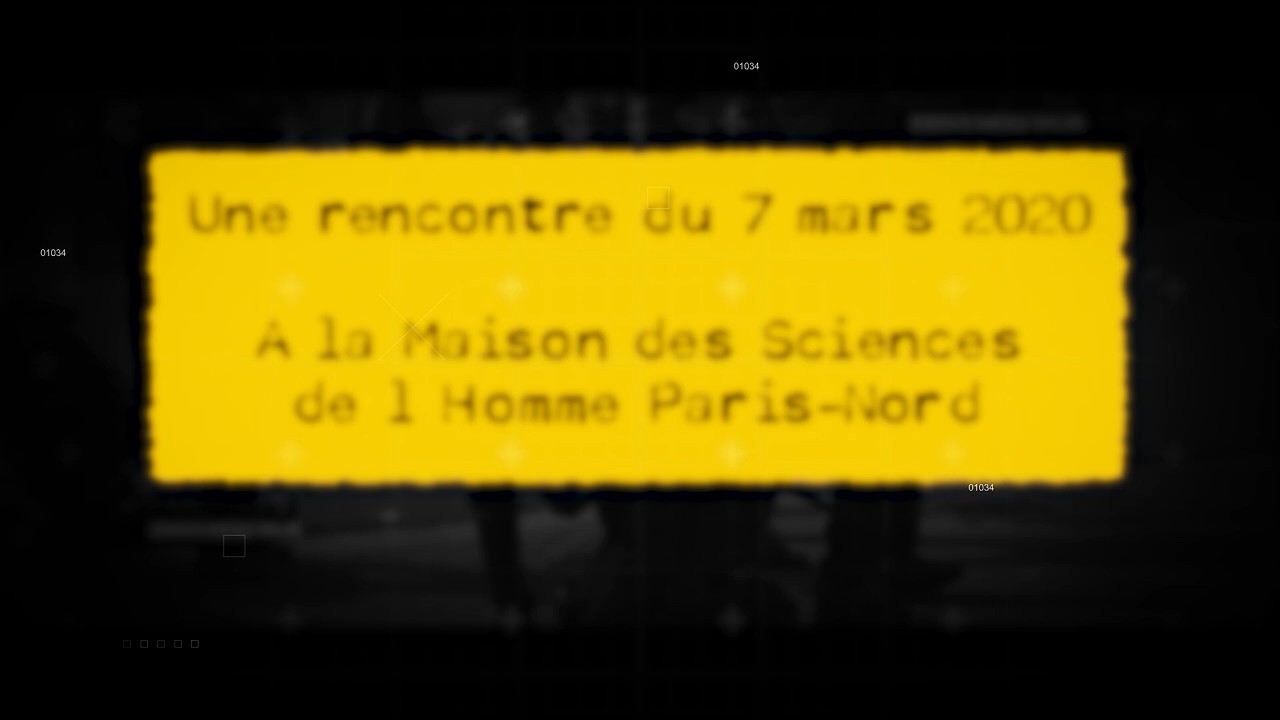 01034
Une rencontre du 7 mars 2020
01034
A la Maison des Sciences
de l Homme Paris-Nord
01034